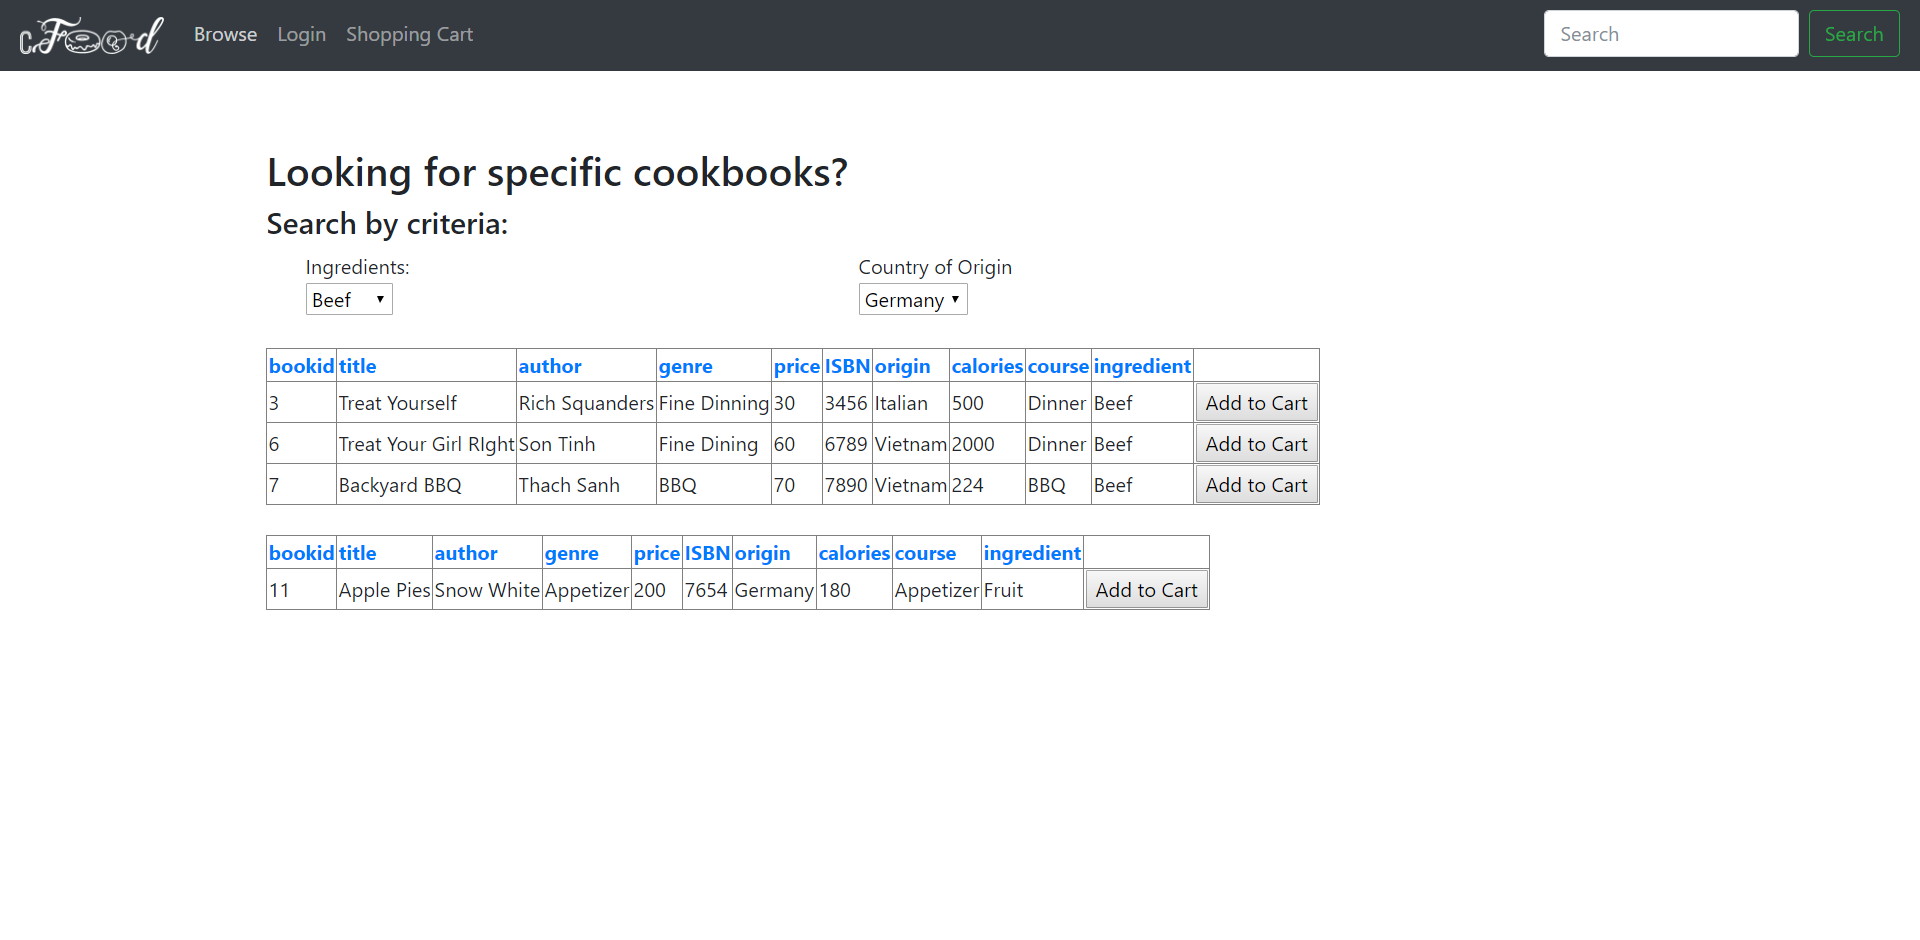 C.Food Browse Login Shopping Cart Search Search
Looking for specific cookbooks?
Search by criteria:
Ingredients: Country of Origin
Beef Germany
bookid title author genre price ISBN origin calories course ingredient
3 Treat Yourself Rich Squanders Fine Dinning 30 3456 Italian 500 Dinner Beef Add to Cart
6 Treat Your Girl RIght Son Tinh Fine Dining 60 6789 Vietnam 2000 Dinner Beef Add to Cart
7 Backyard BBQ Thach Sanh BBQ 70 7890 Vietnam 224 BBQ Beef Add to Cart
bookid title author genre price ISBN origin calories course ingredient
11 Apple Pies Snow White Appetizer 200 7654 Germany 180 Appetizer Fruit Add to Cart